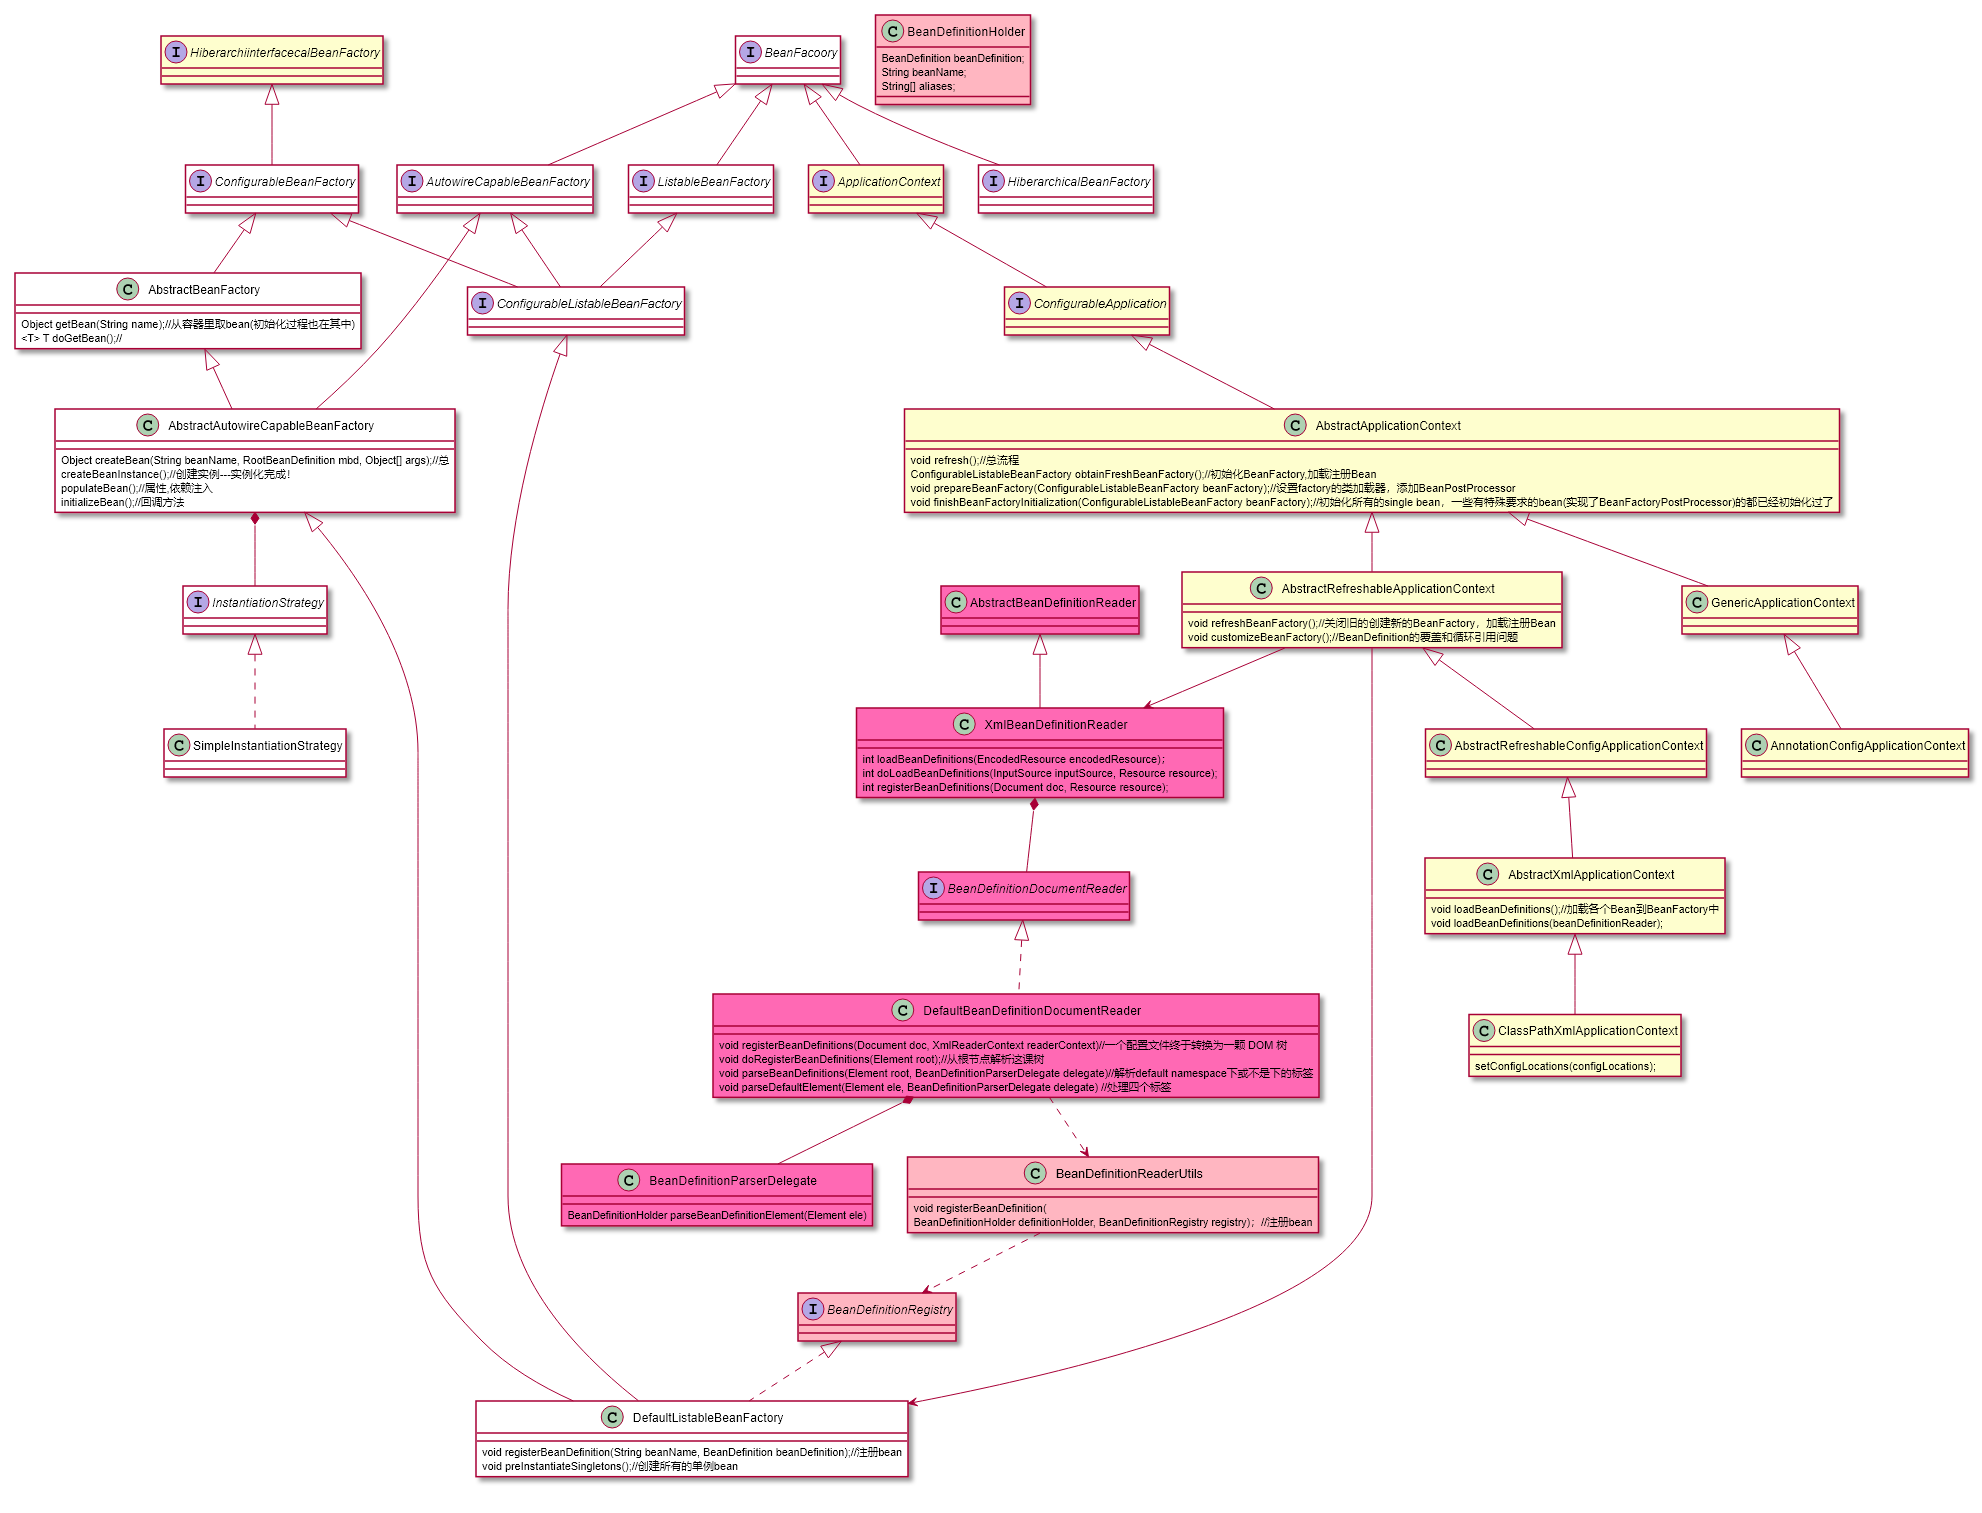 HiberarchiinterfacecalBeanFactory
BeanFacoory
BeanDefinitionHolder
BeanDefinition beanDefinition;
String beanName;
String[] aliases;
ConfigurableBeanFactory
AutowireCapableBeanFactory
ListableBeanFactory
ApplicationContext
HiberarchicalBeanFactory
AbstractBeanFactory
Object getBean(String name);//从容器里取bean(初始化过程也在其中)
<T> T doGetBean();//
ConfigurableListableBeanFactory
ConfigurableApplication
AbstractAutowireCapableBeanFactory
Object createBean(String beanName, RootBeanDefinition mbd, Object[] args);//总
createBeanInstance();//创建实例---实例化完成!
populateBean();//属性,依赖注入
initializeBean();//回调方法
AbstractApplicationContext
void refresh();//总流程
ConfigurableListableBeanFactory obtainFreshBeanFactory();//初始化BeanFactory,加载注册Bean
void prepareBeanFactory(ConfigurableListableBeanFactory beanFactory);//设置factory的类加载器，添加BeanPostProcessor
void finishBeanFactoryInitialization(ConfigurableListableBeanFactory beanFactory);//初始化所有的single bean，一些有特殊要求的bean(实现了BeanFactoryPostProcessor)的都已经初始化过了
InstantiationStrategy
AbstractBeanDefinitionReader
AbstractRefreshableApplicationContext
void refreshBeanFactory();//关闭旧的创建新的BeanFactory，加载注册Bean
void customizeBeanFactory();//BeanDefinition的覆盖和循环引用问题
GenericApplicationContext
SimpleInstantiationStrategy
XmlBeanDefinitionReader
int loadBeanDefinitions(EncodedResource encodedResource);
int doLoadBeanDefinitions(InputSource inputSource, Resource resource);
int registerBeanDefinitions(Document doc, Resource resource);
AbstractRefreshableConfigApplicationContext
AnnotationConfigApplicationContext
BeanDefinitionDocumentReader
AbstractXmlApplicationContext
void loadBeanDefinitions();//加载各个Bean到BeanFactory中
void loadBeanDefinitions(beanDefinitionReader);
DefaultBeanDefinitionDocumentReader
void registerBeanDefinitions(Document doc, XmlReaderContext readerContext)//一个配置文件终于转换为一颗 DOM 树
void doRegisterBeanDefinitions(Element root);//从根节点解析这课树
void parseBeanDefinitions(Element root, BeanDefinitionParserDelegate delegate)//解析default namespace下或不是下的标签
void parseDefaultElement(Element ele, BeanDefinitionParserDelegate delegate) //处理四个标签
ClassPathXmlApplicationContext
setConfigLocations(configLocations);
BeanDefinitionParserDelegate
BeanDefinitionHolder parseBeanDefinitionElement(Element ele)
BeanDefinitionReaderUtils
void registerBeanDefinition(
BeanDefinitionHolder definitionHolder, BeanDefinitionRegistry registry)；//注册bean
BeanDefinitionRegistry
DefaultListableBeanFactory
void registerBeanDefinition(String beanName, BeanDefinition beanDefinition);//注册bean
void preInstantiateSingletons();//创建所有的单例bean